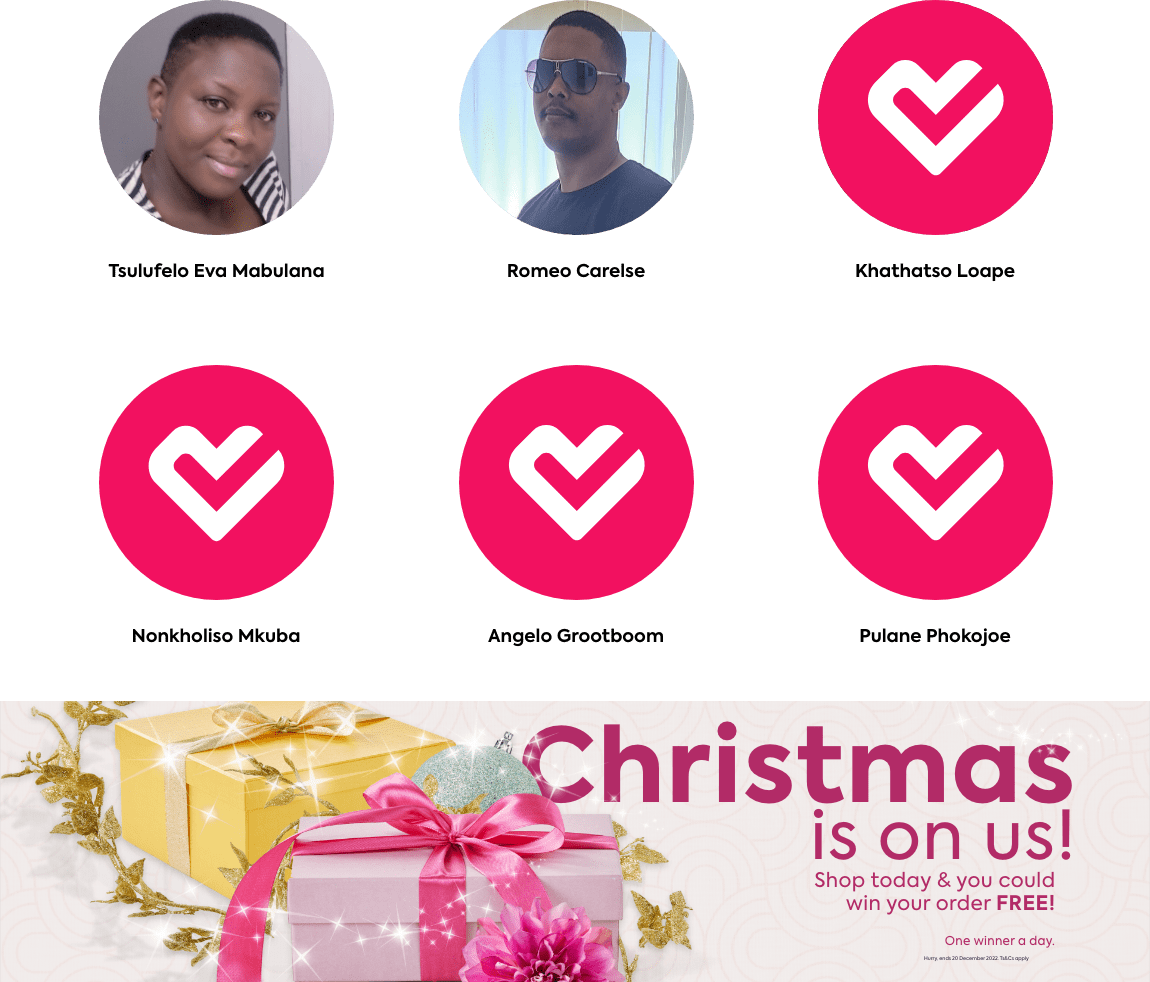 Tsulufelo Eva Mabulana
Romeo Carelse
Khathatso Loape
Nonkholiso Mkuba
Angelo Grootboom
Pulane Phokojoe
Christmas
is on us!
Shop today & you could
win your order FREE!
One winner a day.
Hurry, ends 20 December 2022. Ts&Cs apply